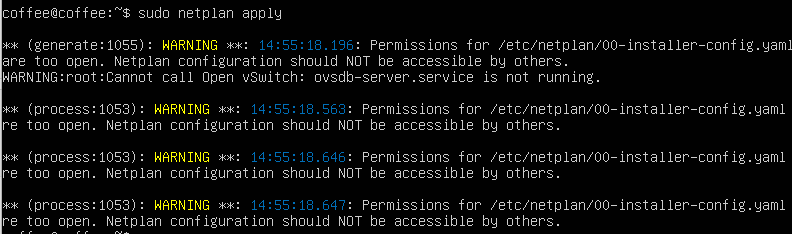 coffee@coffee:~$ sudo netplan apply
** (generate:1055): WARNING **: 14:55:18.196: Permissions for /etc/netplan/00-installer-config.yaml
are too open. Netplan configuration should NOT be accessible by others.
WARNING:root:Cannot call Open vSwitch: ovsdb-server.service is not running.
** (process:1053): WARNING **: 14:55:18.563: Permissions for /etc/netplan/00-installer-config.yaml
re too open. Netplan configuration should NOT be accessible by others.
** (process:1053): WARNING **: 14:55:18.646: Permissions for /etc/netplan/00-installer-config.yaml
re too open. Netplan configuration should NOT be accessible by others.
** (process:1053): WARNING **: 14:55:18.647: Permissions for /etc/netplan/00-installer-config.yaml
re too open. Netplan configuration should NOT be accessible by others.